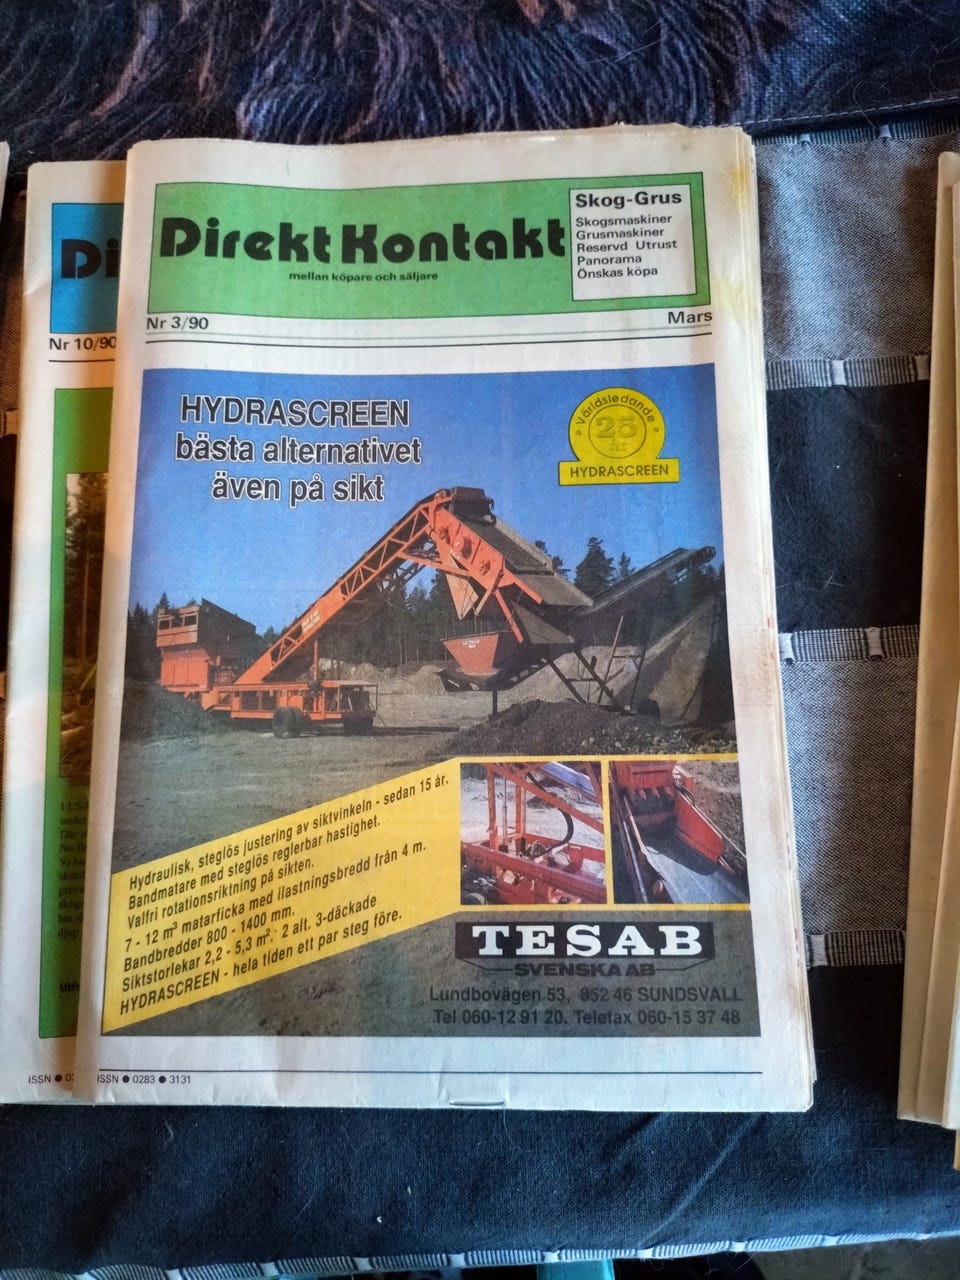 Direkt Kontakt
mellan köpare och säljare
Skog-Grus
Skogsmaskiner
Grusmaskiner
Reservd Utrust
Panorama
Önskas köpa
Nr 3/90
Mars
HYDRASCREEN
bästa alternativet
även på sikt
Världsledande
25
år
HYDRASCREEN
Hydraulisk, steglös justering av siktvinkeln - sedan 15 år.
Bandmatare med steglös reglerbar hastighet.
Valfri rotationsriktning på sikten.
7 - 12 m³ matarficka med ilastningsbredd från 4 m.
Bandbredder 800 - 1400 mm.
Siktstorlekar 2,2 - 5,3 m². 2 alt. 3-däckade
HYDRASCREEN - hela tiden ett par steg före.
TESAB
SVENSKA AB
Lundbovägen 53, 852 46 SUNDSVALL
Tel 060-12 91 20. Telefax 060-15 37 48
ISSN ● 0283 ● 3131
Di
Nr 10/90
ISSN ●